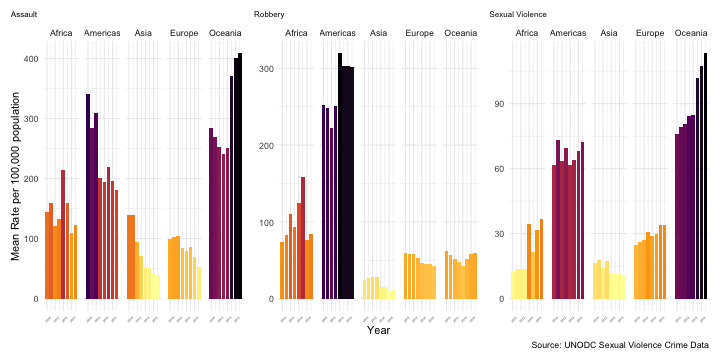 Assault
Robbery
Sexual Violence
Africa Americas Asia Europe Oceania
Africa Americas Asia Europe Oceania
Africa Americas Asia Europe Oceania
Mean Rate per 100,000 population
400
300
200
100
0
300
200
100
0
90
60
30
0
Year
Source: UNODC Sexual Violence Crime Data